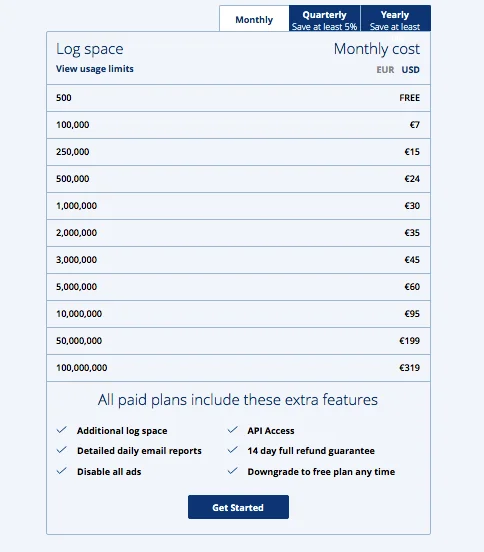 Monthly
Quarterly
Save at least 5%
Yearly
Save at least
Log space
Monthly cost
View usage limits
EUR USD
500 FREE
100,000 €7
250,000 €15
500,000 €24
1,000,000 €30
2,000,000 €35
3,000,000 €45
5,000,000 €60
10,000,000 €95
50,000,000 €199
100,000,000 €319
All paid plans include these extra features
Additional log space
API Access
Detailed daily email reports
14 day full refund guarantee
Disable all ads
Downgrade to free plan any time
Get Started